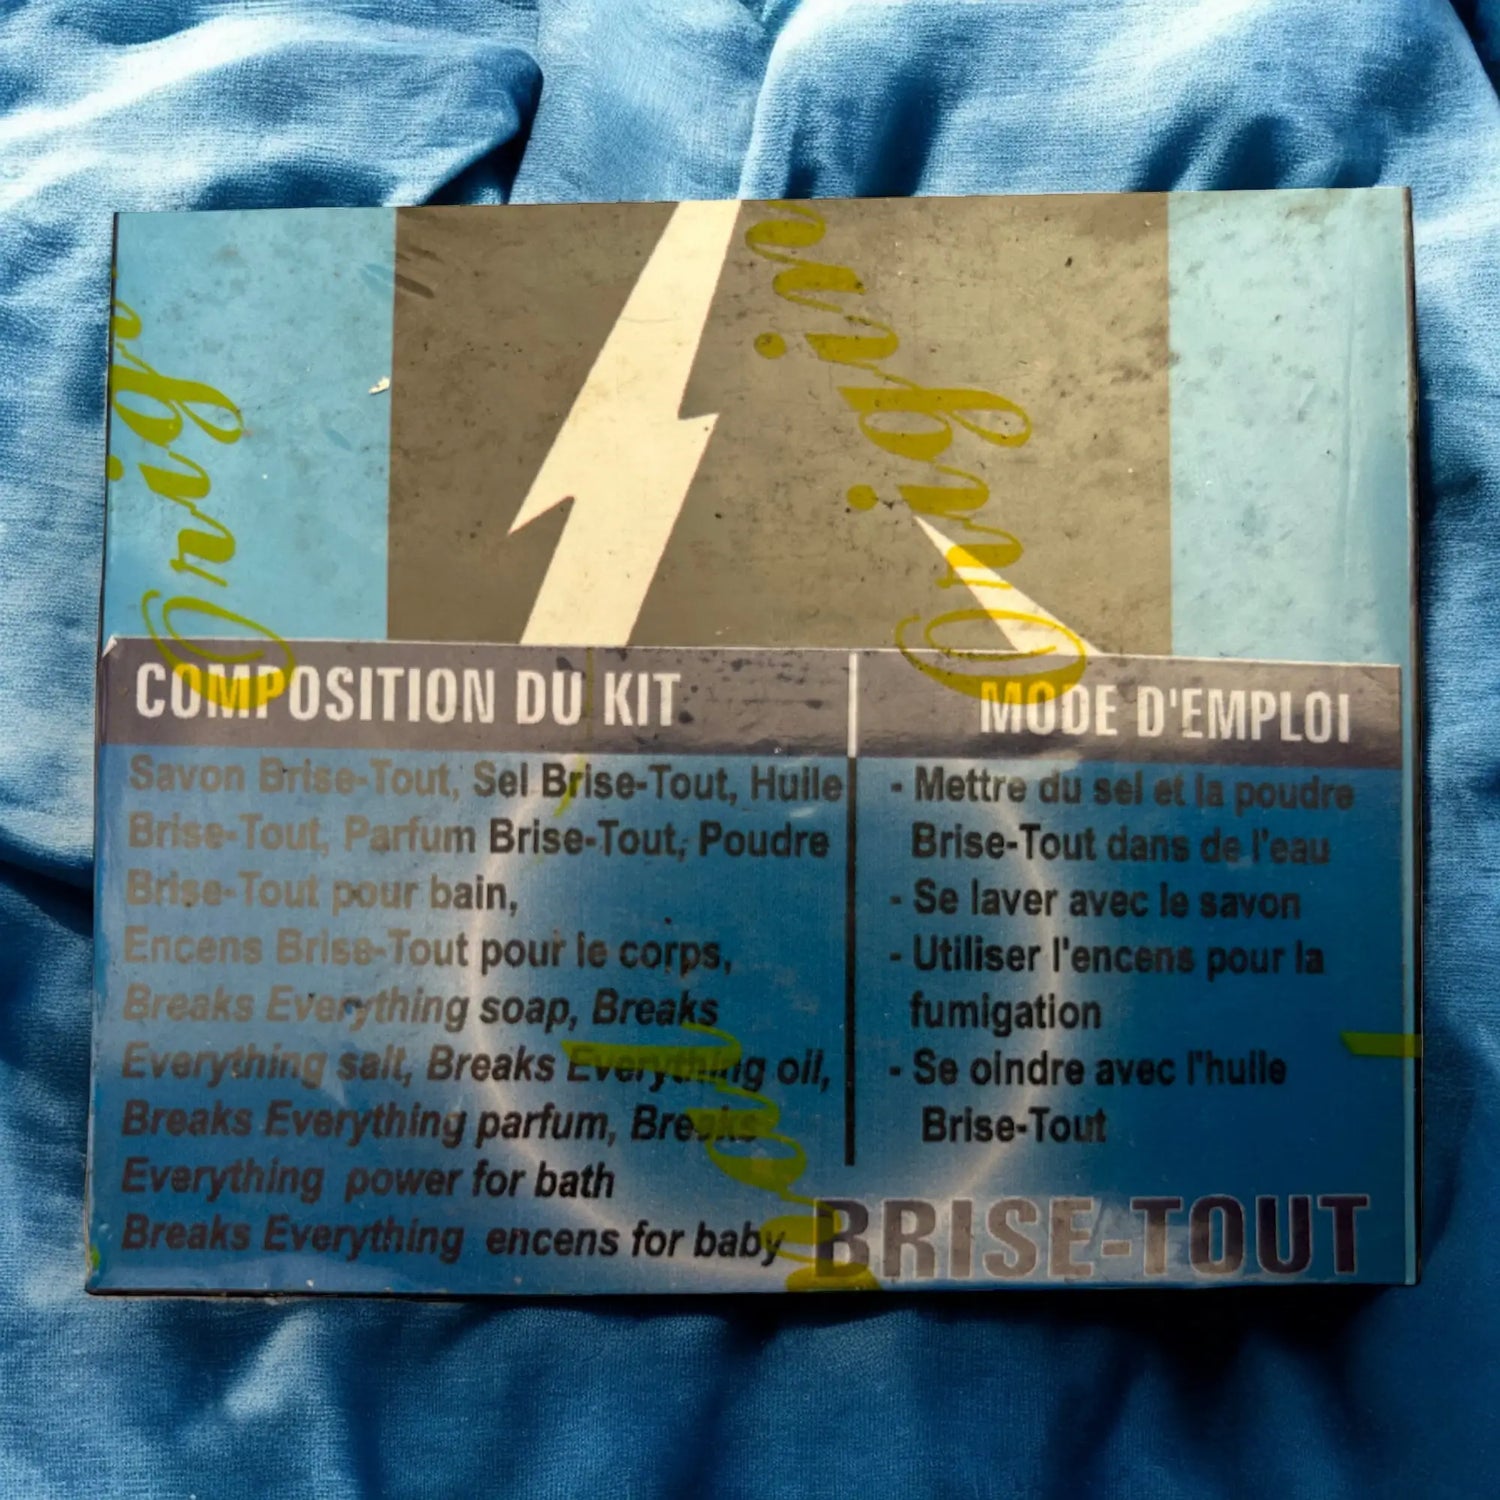 Original
Original
COMPOSITION DU KIT
Savon Brise-Tout, Sel Brise-Tout, Huile
Brise-Tout, Parfum Brise-Tout, Poudre
Brise-Tout pour bain,
Encens Brise-Tout pour le corps,
Breaks Everything soap, Breaks
Everything salt, Breaks Everything oil,
Breaks Everything parfum, Breaks
Everything power for bath
Breaks Everything encens for baby
MODE D'EMPLOI
- Mettre du sel et la poudre
Brise-Tout dans de l'eau
- Se laver avec le savon
- Utiliser l'encens pour la
fumigation
- Se oindre avec l'huile
Brise-Tout
BRISE-TOUT